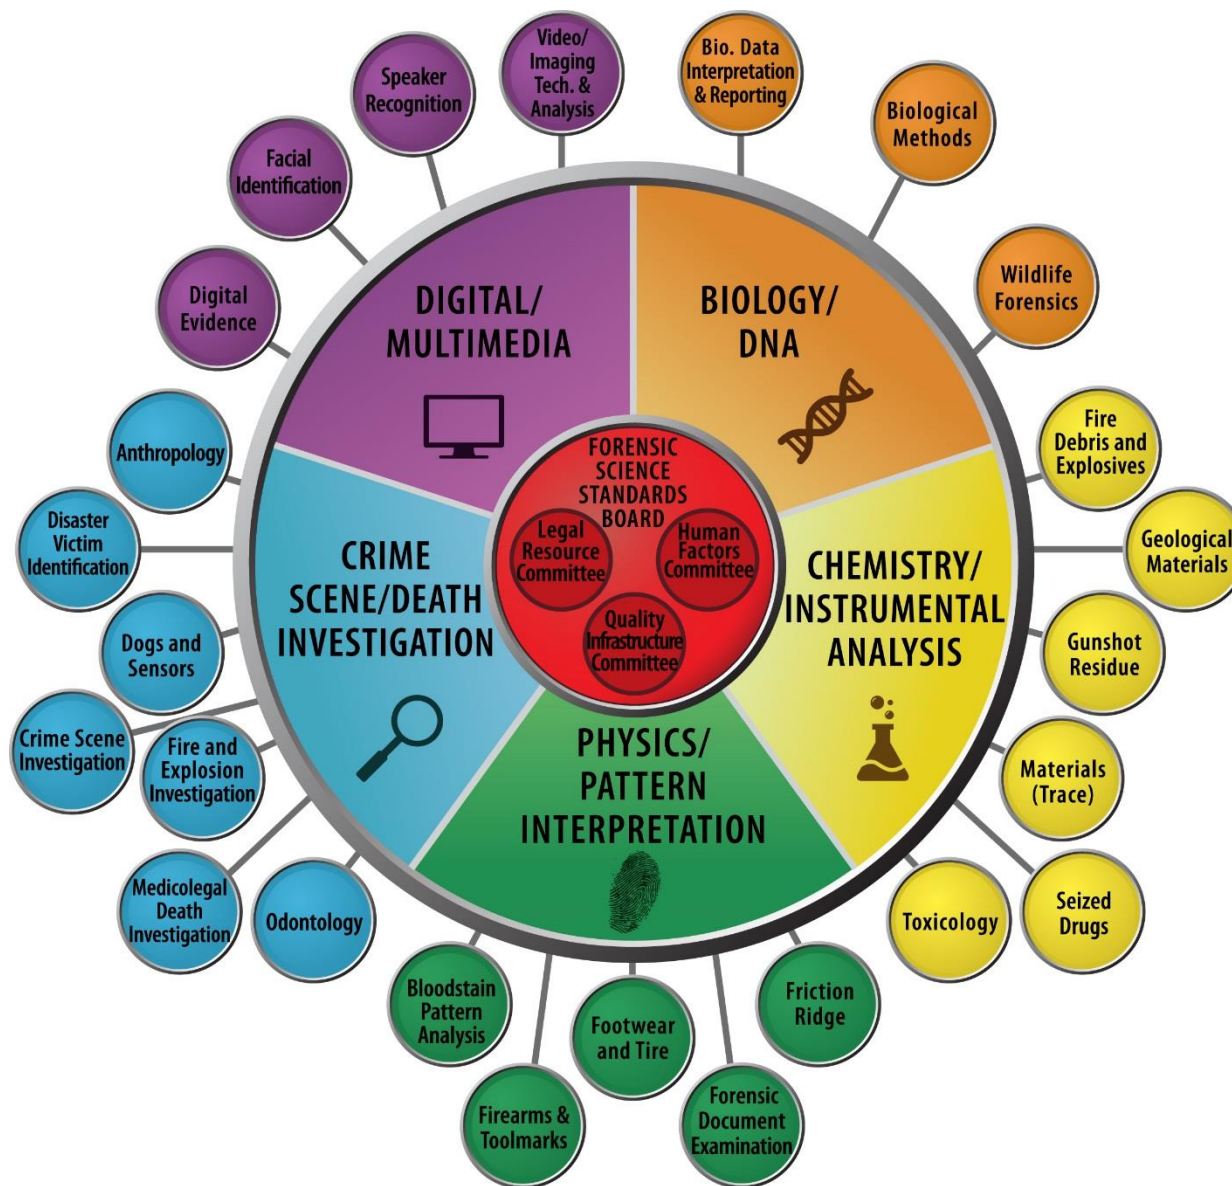 Video/
Imaging
Tech. &
Analysis
Bio. Data
Interpretation
& Reporting
Speaker
Recognition
Biological
Methods
Facial
Identification
Wildlife
Forensics
Digital
Evidence
DIGITAL/
MULTIMEDIA
BIOLOGY/
DNA
Anthropology
Fire
Debris and
Explosives
FORENSIC
SCIENCE
STANDARDS
BOARD
Legal
Resource
Committee
Human
Factors
Committee
Quality
Infrastructure
Committee
Disaster
Victim
Identification
Geological
Materials
CRIME
SCENE/DEATH
INVESTIGATION
CHEMISTRY/
INSTRUMENTAL
ANALYSIS
Dogs and
Sensors
Gunshot
Residue
Crime Scene
Investigation
Fire and
Explosion
Investigation
Materials
(Trace)
PHYSICS/
PATTERN
INTERPRETATION
Medicolegal
Death
Investigation
Odontology
Toxicology
Seized
Drugs
Bloodstain
Pattern
Analysis
Footwear
and Tire
Friction
Ridge
Firearms &
Toolmarks
Forensic
Document
Examination